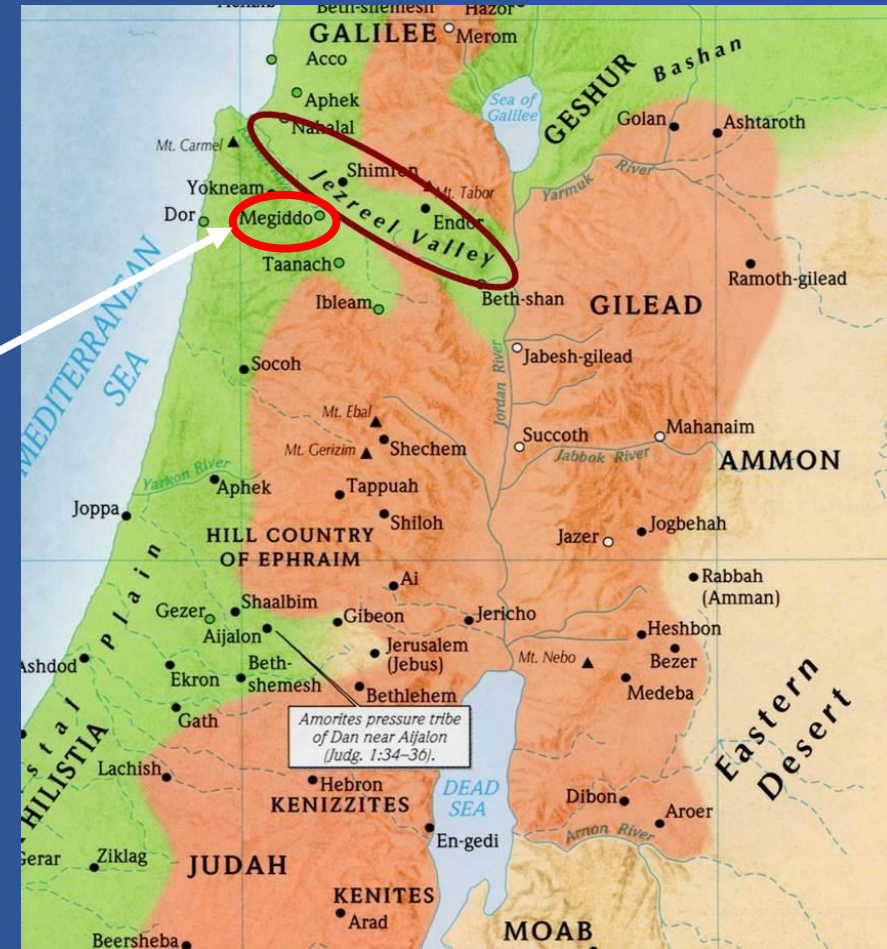 Beth-shemesh
Hazor
GALILEE
Merom
Acco
Bashan
GESHUR
Aphek
Sea of
Galilee
Golan
Ashtaroth
Nahalal
Mt. Carmel
Shimron
Yarmuk River
Yokneam
Mt. Tabor
Jezreel Valley
Dor
Megiddo
Endor
Taanach
Ramoth-gilead
Ibleam
Beth-shan
GILEAD
MEDITERRANEAN
SEA
Jordan River
Jabesh-gilead
Socoh
Mt. Ebal
Mahanaim
Succoth
Shechem
Mt. Gerizim
Jabbok River
AMMON
Yarkon River
Aphek
Tappuah
Joppa
Shiloh
Jogbehah
HILL COUNTRY
OF EPHRAIM
Jazer
Plain
Ai
Rabbah
(Amman)
Gezer
Shaalbim
Gibeon
Jericho
Aijalon
Heshbon
Jerusalem
(Jebus)
Mt. Nebo
Bezer
Ashdod
Ekron
Beth-
shemesh
Bethlehem
Medeba
Eastern
Desert
Gath
Amorites pressure tribe
of Dan near Aijalon
(Judg. 1:34–36).
stal
HILISTIA
Lachish
Hebron
DEAD
SEA
KENIZZITES
Dibon
Aroer
En-gedi
Arnon River
Gerar
Ziklag
JUDAH
KENITES
Arad
MOAB
Beersheba